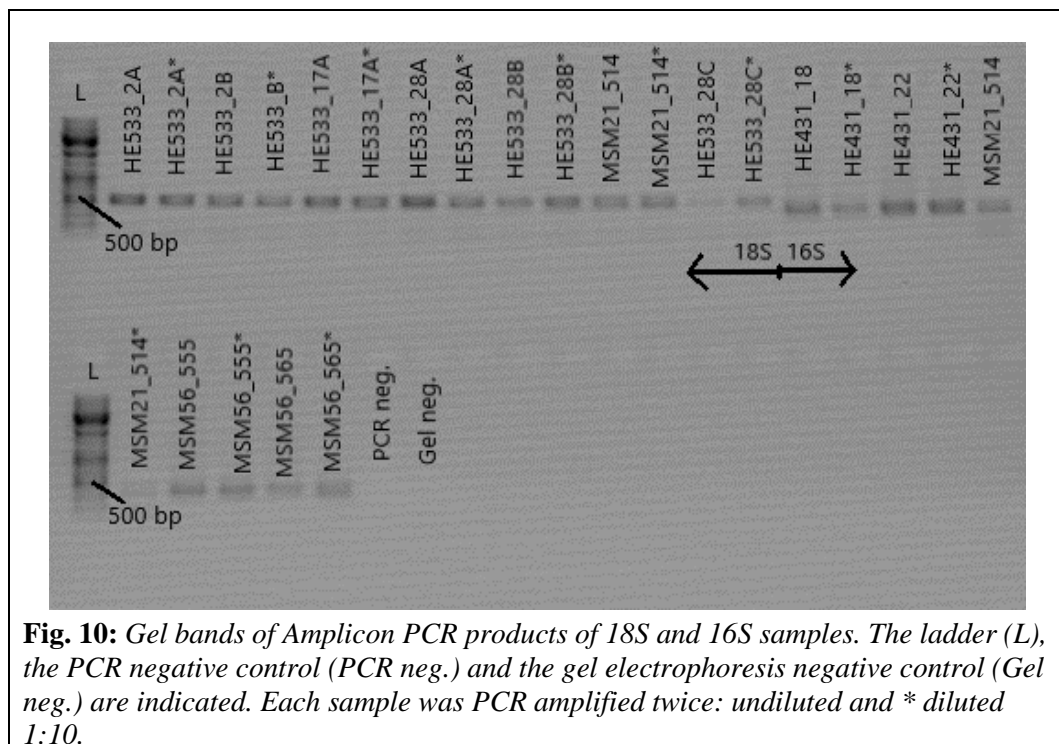 L HE533_2A HE533_2A* HE533_2B HE533_B* HE533_17A HE533_17A* HE533_28A HE533_28A* HE533_28B HE533_28B* MSM21_514 MSM21_514* HE533_28C HE533_28C* HE431_18 HE431_18* HE431_22 HE431_22* MSM21_514
500 bp
18S 16S
L MSM21_514* MSM56_555 MSM56_555* MSM56_565 MSM56_565* PCR neg. Gel neg.
500 bp
Fig. 10: Gel bands of Amplicon PCR products of 18S and 16S samples. The ladder (L),
the PCR negative control (PCR neg.) and the gel electrophoresis negative control (Gel
neg.) are indicated. Each sample was PCR amplified twice: undiluted and * diluted
1:10.